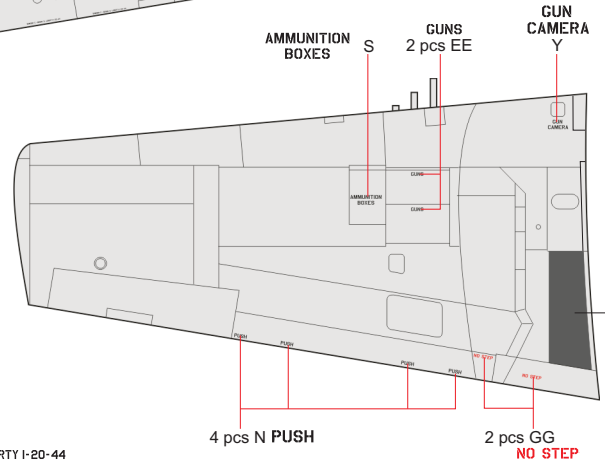 GUN
CAMERA
Y
GUNS
2 pcs EE
AMMUNITION
BOXES
S
GUN
CAMERA
GUNS
AMMUNITION
BOXES
GUNS
PUSH
PUSH
PUSH
PUSH
NO STEP
NO STEP
4 pcs N PUSH
2 pcs GG
NO STEP
RTY 1-20-44